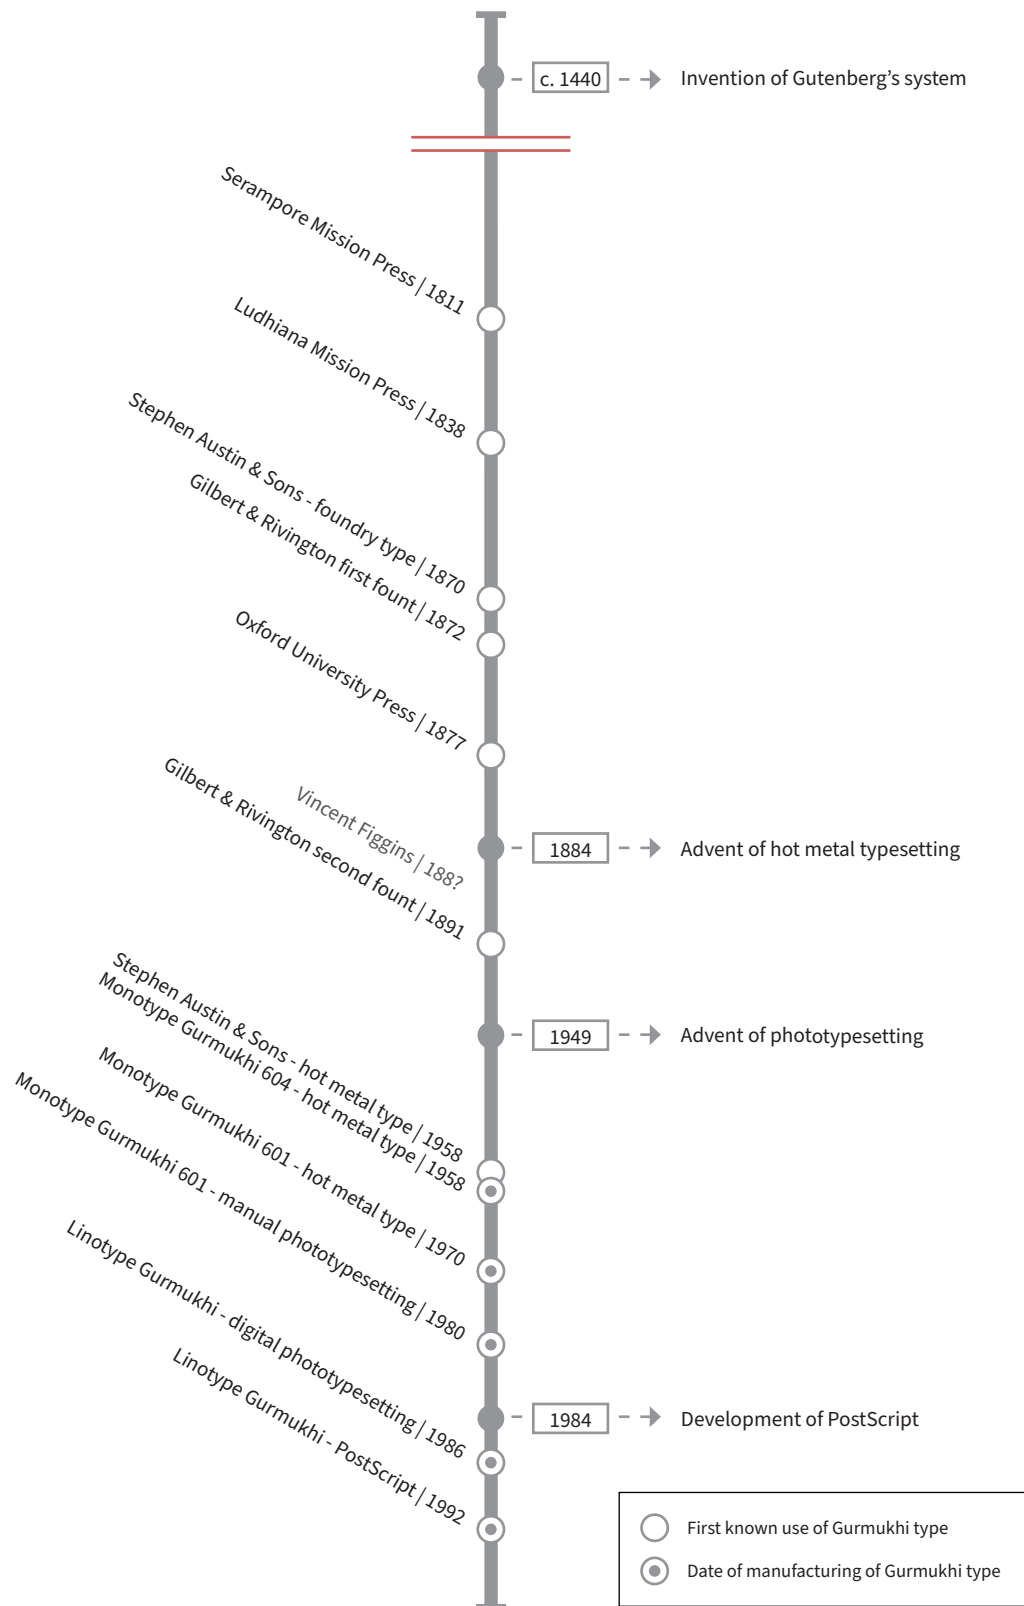 c. 1440
Invention of Gutenberg’s system
Serampore Mission Press | 1811
Ludhiana Mission Press | 1838
Stephen Austin & Sons - foundry type | 1870
Gilbert & Rivington first fount | 1872
Oxford University Press | 1877
1884
Advent of hot metal typesetting
Vincent Figgins | 188?
Gilbert & Rivington second fount | 1891
1949
Advent of phototypesetting
Stephen Austin & Sons - hot metal type | 1958
Monotype Gurmukhi 604 - hot metal type | 1958
Monotype Gurmukhi 601 - hot metal type | 1970
Monotype Gurmukhi 601 - manual phototypesetting | 1980
1984
Development of PostScript
Linotype Gurmukhi - digital phototypesetting | 1986
Linotype Gurmukhi - PostScript | 1992
First known use of Gurmukhi type
Date of manufacturing of Gurmukhi type